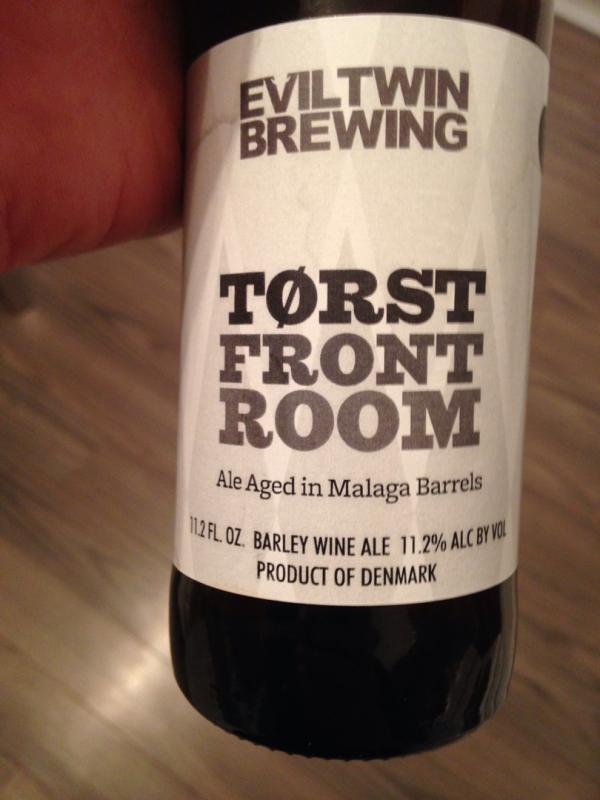 EVILTWIN
BREWING
TØRST
FRONT
ROOM
Ale Aged in Malaga Barrels
11.2 FL. OZ. BARLEY WINE ALE 11.2% ALC BY VOL
PRODUCT OF DENMARK